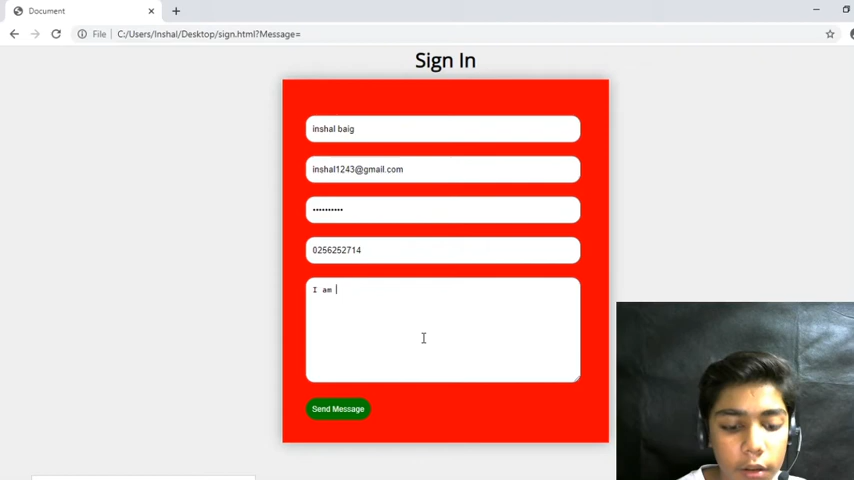 Document
File
C:/Users/Inshal/Desktop/sign.html?Message=
Sign In
inshal baig
inshal1243@gmail.com
••••••••••
0256252714
I am
Send Message